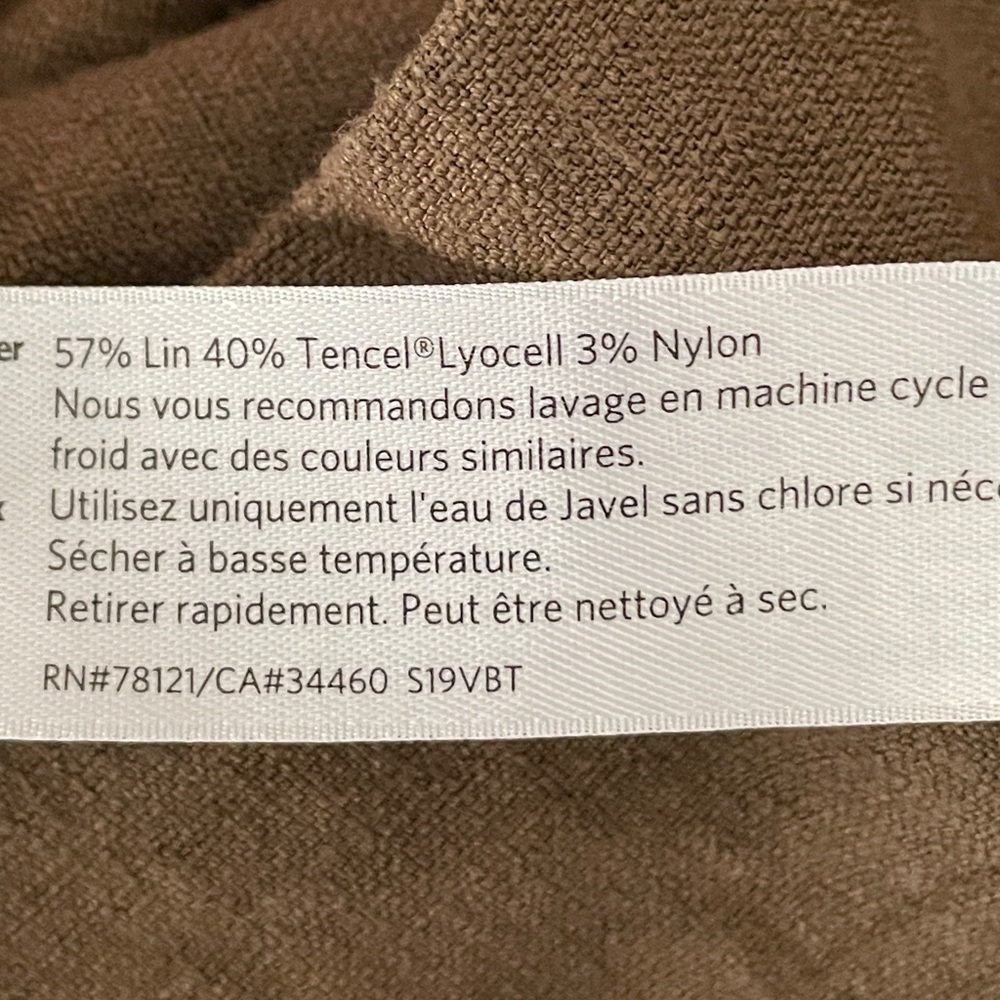 57% Lin 40% Tencel®Lyocell 3% Nylon
Nous vous recommandons lavage en machine cycle
froid avec des couleurs similaires.
Utilisez uniquement l'eau de Javel sans chlore si
Sécher à basse température.
Retirer rapidement. Peut être nettoyé à sec.
RN#78121/CA#34460 S19VBT